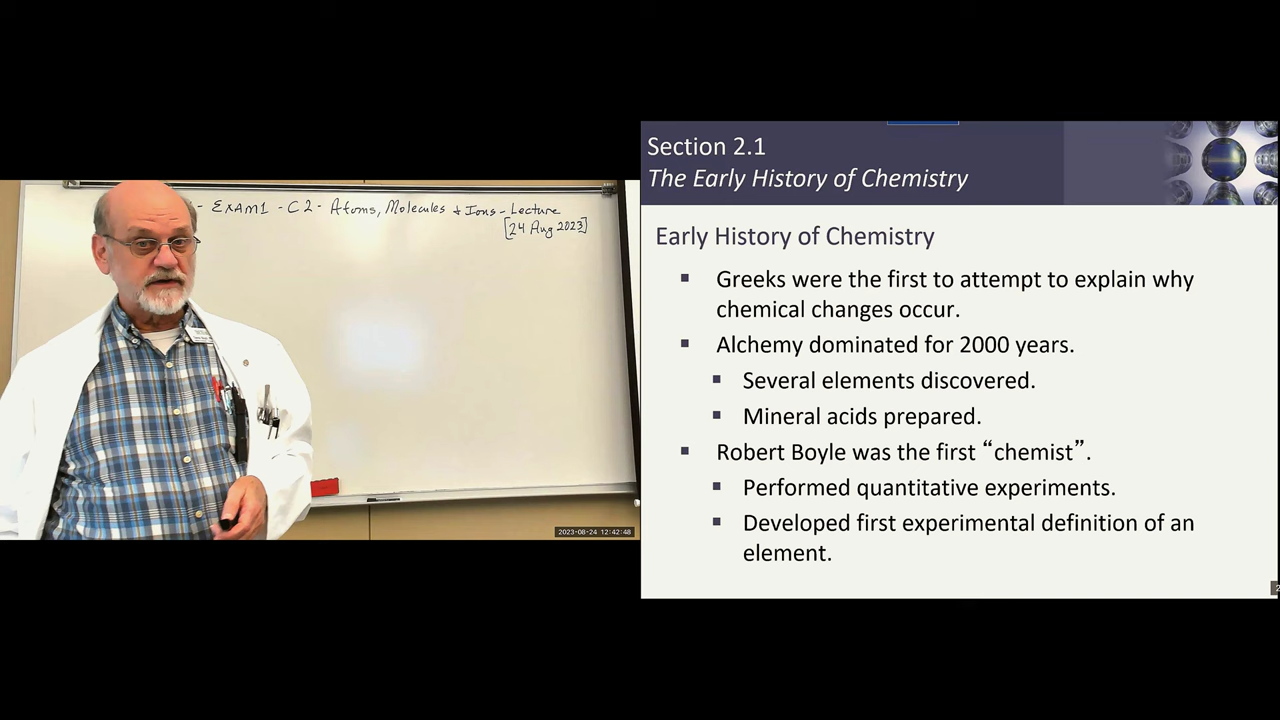 - EXAM1 - C2 - Atoms, Molecules & Ions - Lecture
[24 Aug 2023]
2023-08-24 12:42:48
Section 2.1
The Early History of Chemistry
Early History of Chemistry
▪ Greeks were the first to attempt to explain why
chemical changes occur.
▪ Alchemy dominated for 2000 years.
▪ Several elements discovered.
▪ Mineral acids prepared.
▪ Robert Boyle was the first “chemist”.
▪ Performed quantitative experiments.
▪ Developed first experimental definition of an
element.
2